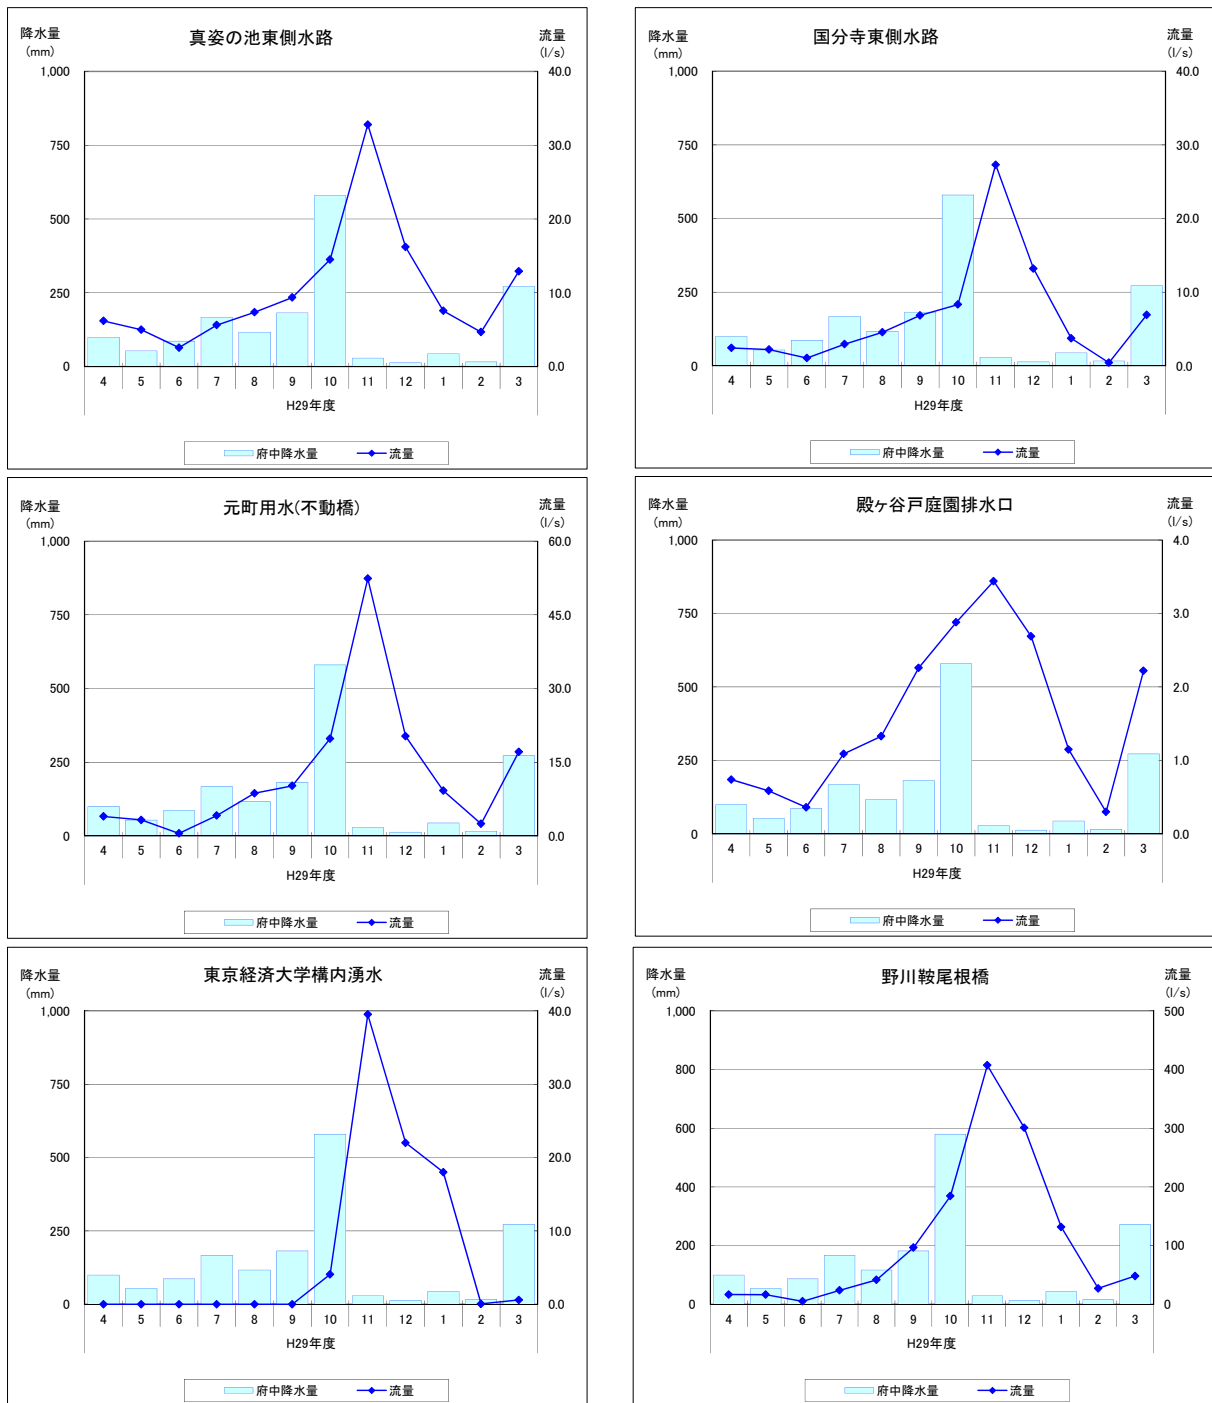 真姿の池東側水路
降水量
(mm)
流量
(l/s)
1,000
750
500
250
0
40.0
30.0
20.0
10.0
0.0
4 5 6 7 8 9 10 11 12 1 2 3
H29年度
府中降水量 流量
国分寺東側水路
降水量
(mm)
流量
(l/s)
1,000
750
500
250
0
40.0
30.0
20.0
10.0
0.0
4 5 6 7 8 9 10 11 12 1 2 3
H29年度
府中降水量 流量
元町用水(不動橋)
降水量
(mm)
流量
(l/s)
1,000
750
500
250
0
60.0
45.0
30.0
15.0
0.0
4 5 6 7 8 9 10 11 12 1 2 3
H29年度
府中降水量 流量
殿ヶ谷戸庭園排水口
降水量
(mm)
流量
(l/s)
1,000
750
500
250
0
4.0
3.0
2.0
1.0
0.0
4 5 6 7 8 9 10 11 12 1 2 3
H29年度
府中降水量 流量
東京経済大学構内湧水
降水量
(mm)
流量
(l/s)
1,000
750
500
250
0
40.0
30.0
20.0
10.0
0.0
4 5 6 7 8 9 10 11 12 1 2 3
H29年度
府中降水量 流量
野川鞍尾根橋
降水量
(mm)
流量
(l/s)
1,000
800
600
400
200
0
500
400
300
200
100
0
4 5 6 7 8 9 10 11 12 1 2 3
H29年度
府中降水量 流量